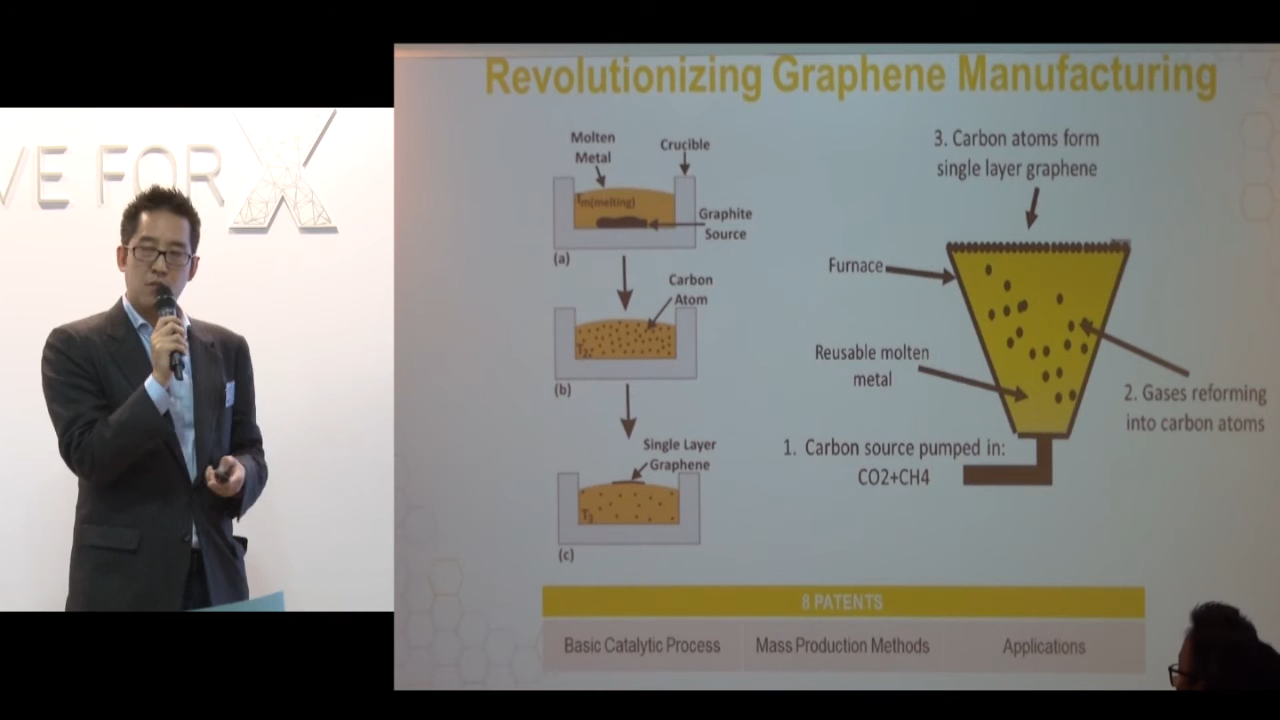 VE FOR X
Revolutionizing Graphene Manufacturing
Molten
Metal
Crucible
Tm(melting)
Graphite
Source
(a)
Carbon
Atom
T2
(b)
Single Layer
Graphene
T3
(c)
3. Carbon atoms form
single layer graphene
Furnace
Reusable molten
metal
2. Gases reforming
into carbon atoms
1. Carbon source pumped in:
CO2+CH4
8 PATENTS
Basic Catalytic Process
Mass Production Methods
Applications